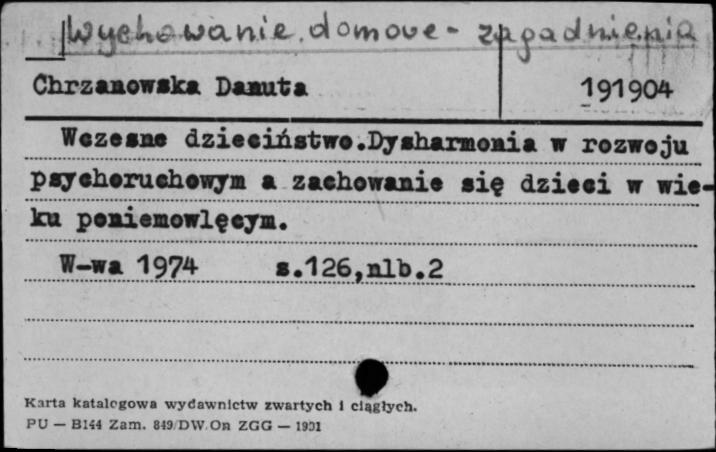 Wychowanie domowe - zagadnienia
Chrzanowska Danuta 191904
Wczesne dzieciństwo.Dysharmonia w rozwoju
psychoruchowym a zachowanie się dzieci w wie-
ku poniemowlęcym.
W-wa 1974 s.126,nlb.2
Karta katalogowa wydawnictw zwartych i ciągłych.
PU — B144 Zam. 849/DW.On ZGG — 1981